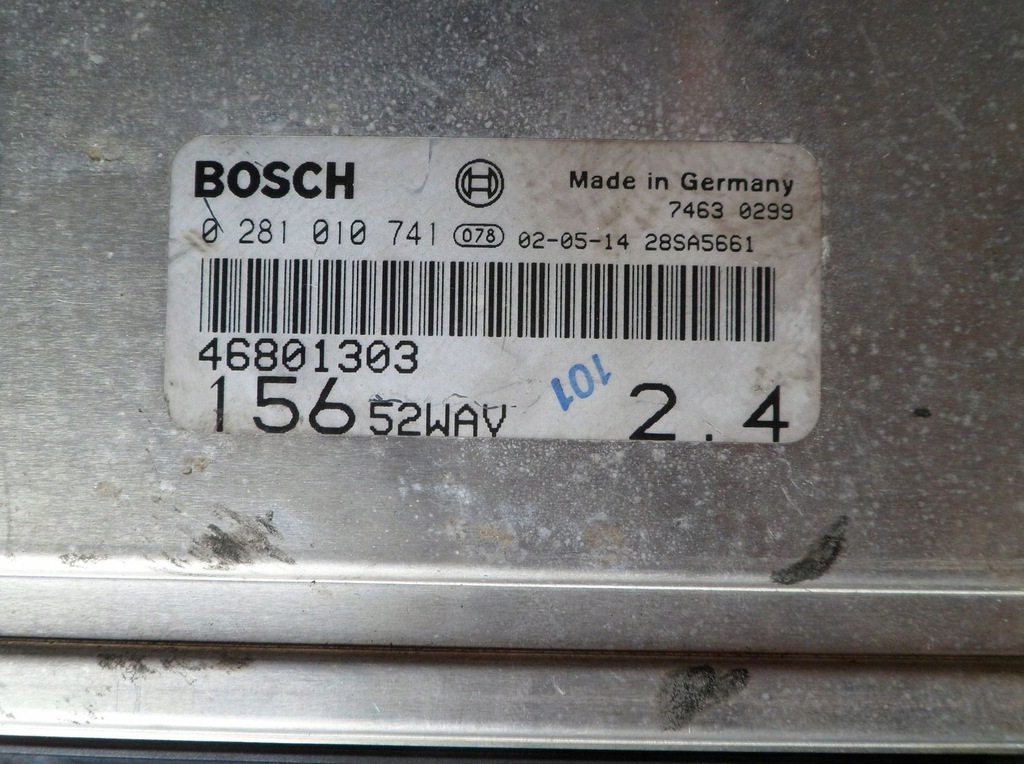 BOSCH
Made in Germany
7463 0299
0 281 010 741 078 02-05-14 28SA5661
46801303
156 52WAV 101 2.4